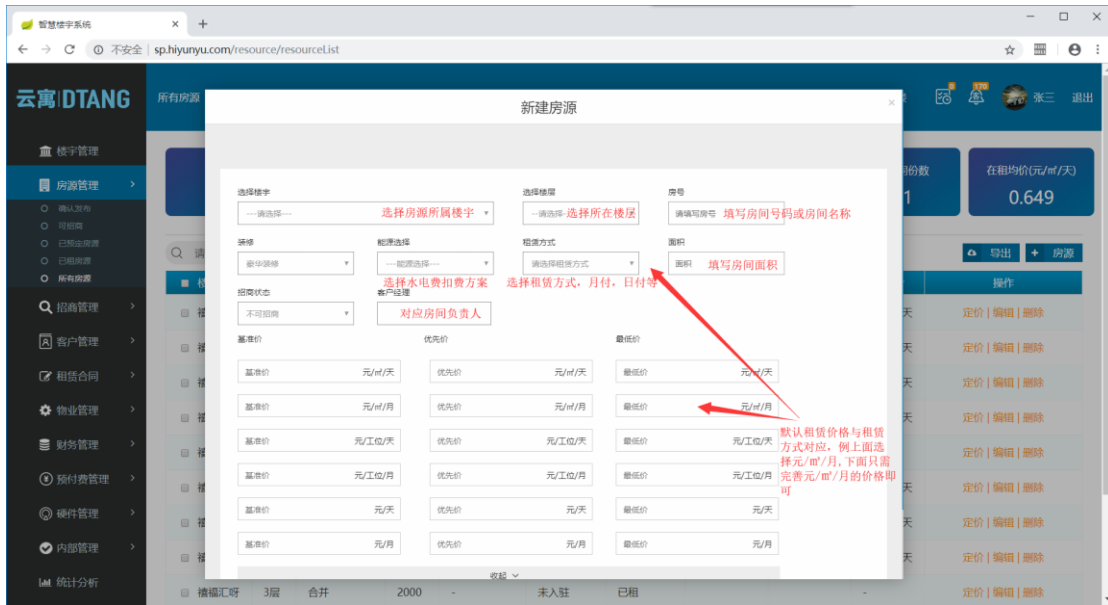 智慧楼宇系统
不安全 | sp.hiyunyu.com/resource/resourceList
云寓 DTANG
所有房源
170
张三 退出
新建房源
楼宇管理
房源管理
确认发布
可招商
已预定房源
已租房源
所有房源
招商管理
客户管理
租赁合同
物业管理
财务管理
预付费管理
硬件管理
内部管理
统计分析
份数
1
在租均价(元/㎡/天)
0.649
导出
房源
操作
选择楼宇 选择楼层 房号
---请选择--- 选择房源所属楼宇 --请选择- 选择所在楼层 请填写房号 填写房间号码或房间名称
装修 能源选择 租赁方式 面积
豪华装修 ---能源选择--- 请选择租赁方式 面积 填写房间面积
选择水电费扣费方案 选择租赁方式，月付，日付等
招商状态 客户经理
不可招商 对应房间负责人
基准价 优先价 最低价
基准价 元/㎡/天 优先价 元/㎡/天 最低价 元/㎡/天
基准价 元/㎡/月 优先价 元/㎡/月 最低价 元/㎡/月
基准价 元/工位/天 优先价 元/工位/天 最低价 元/工位/天
基准价 元/工位/月 优先价 元/工位/月 最低价 元/工位/月
基准价 元/天 优先价 元/天 最低价 元/天
基准价 元/月 优先价 元/月 最低价 元/月
默认租赁价格与租赁
方式对应，例上面选
择元/㎡/月,下面只需
完善元/㎡/月的价格即
可
收起
天 定价 | 编辑 | 删除
天 定价 | 编辑 | 删除
天 定价 | 编辑 | 删除
天 定价 | 编辑 | 删除
定价 | 编辑 | 删除
天 定价 | 编辑 | 删除
天 定价 | 编辑 | 删除
天 定价 | 编辑 | 删除
禧福汇呀 3层 合并 2000 - 未入驻 已租 - 定价 | 编辑 | 删除